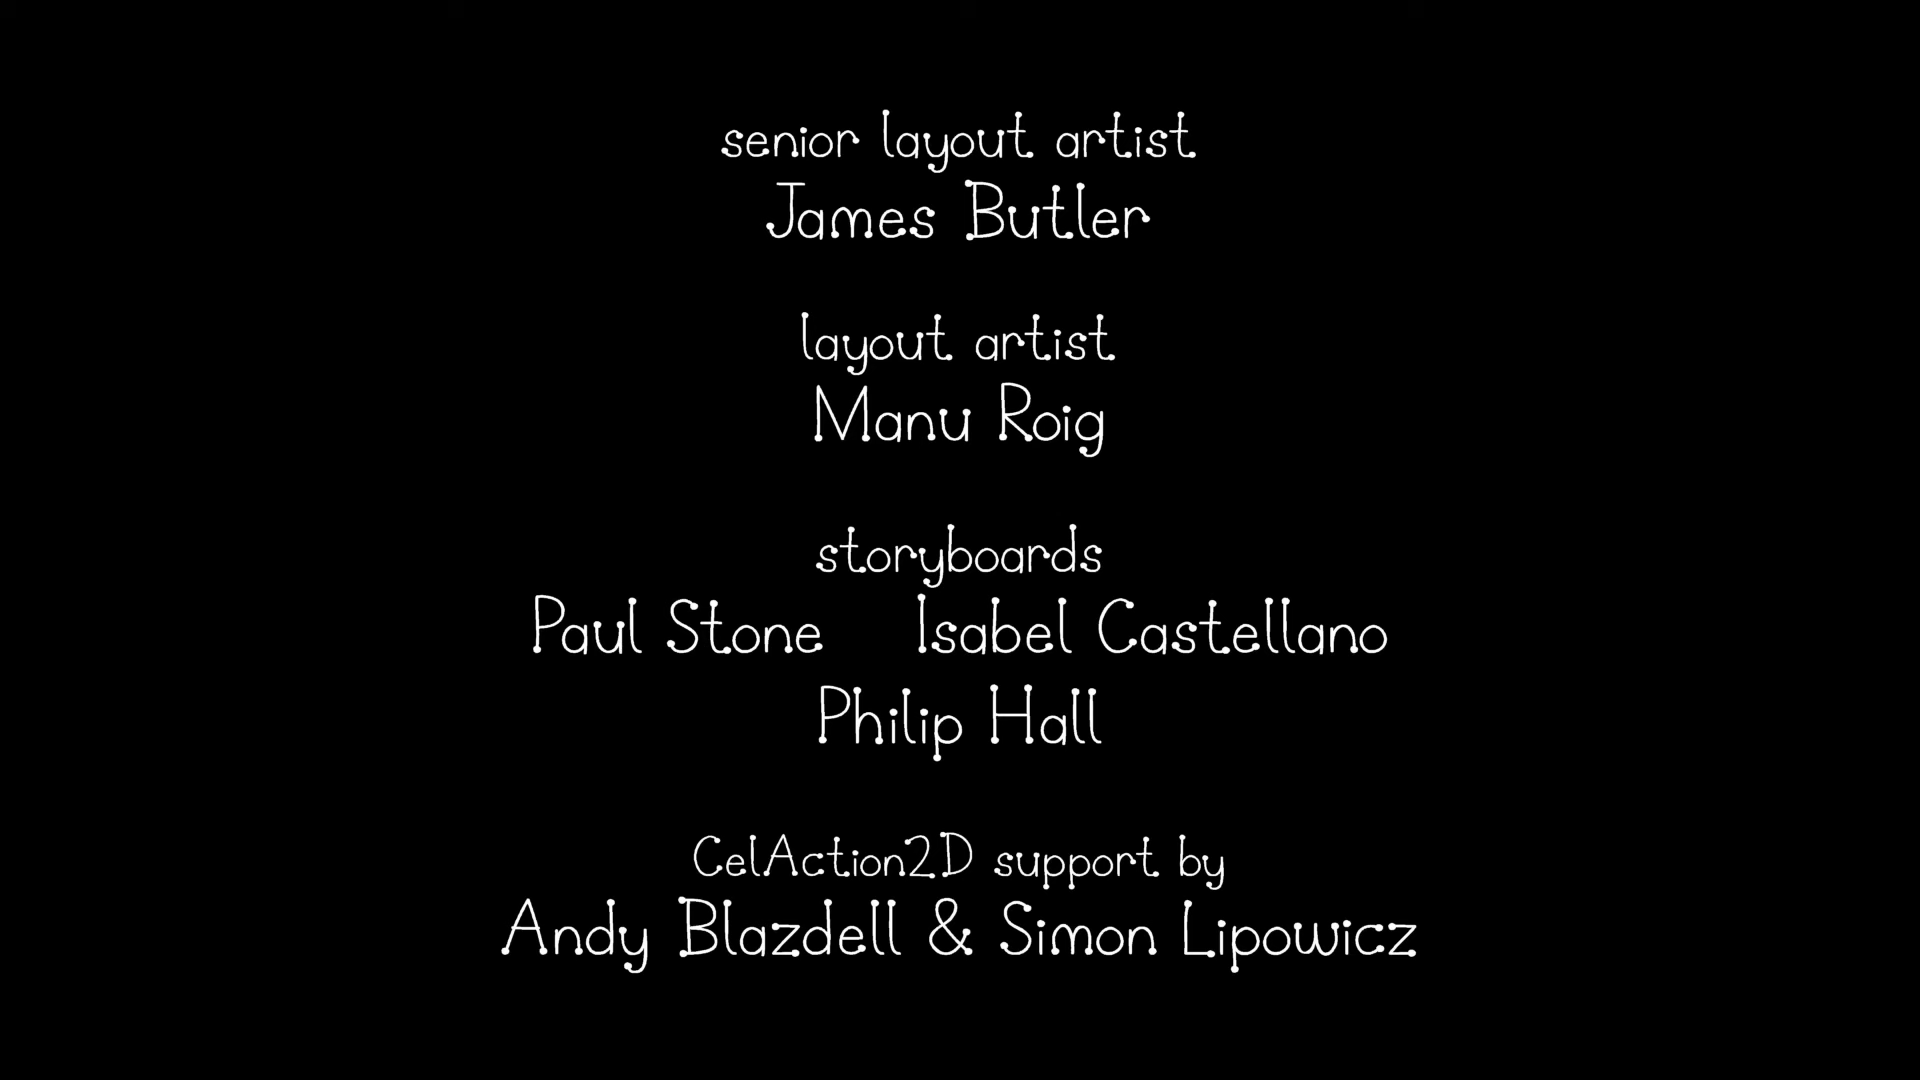 senior layout artist
James Butler
layout artist
Manu Roig
storyboards
Paul Stone Isabel Castellano
Philip Hall
CelAction2D support by
Andy Blazdell & Simon Lipowicz